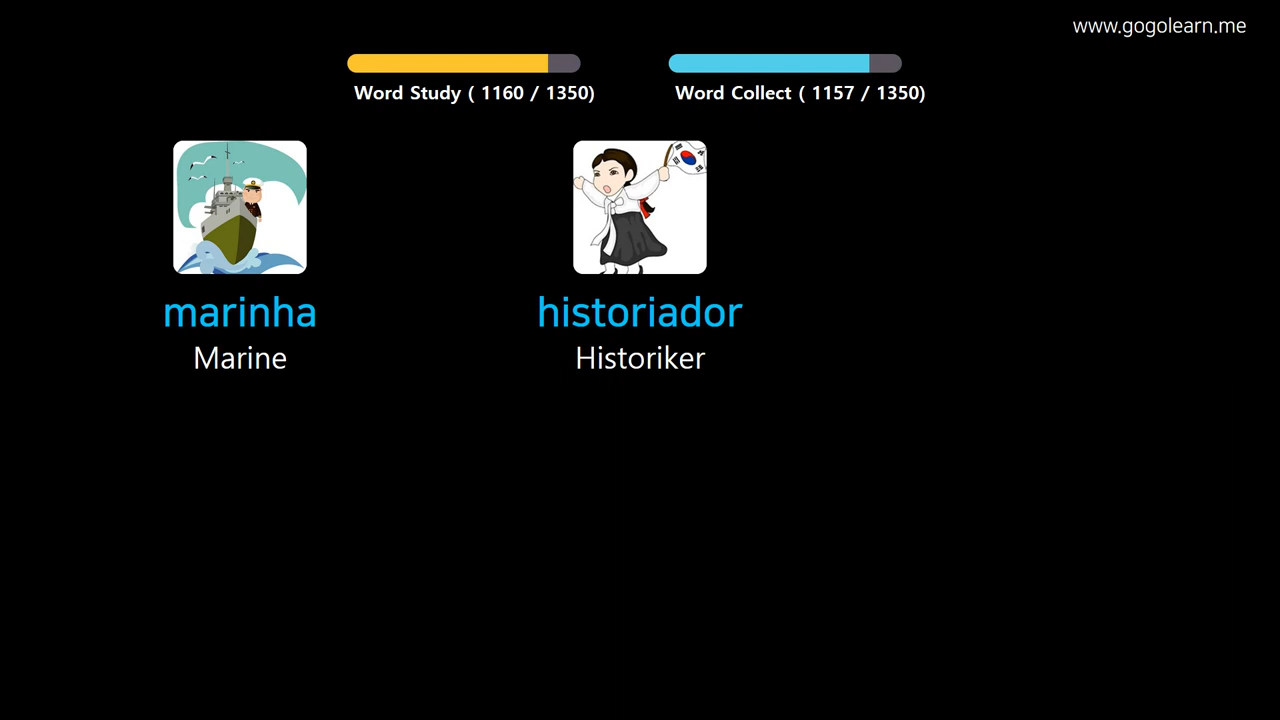 www.gogolearn.me
Word Study ( 1160 / 1350)
Word Collect ( 1157 / 1350)
marinha
historiador
Marine
Historiker